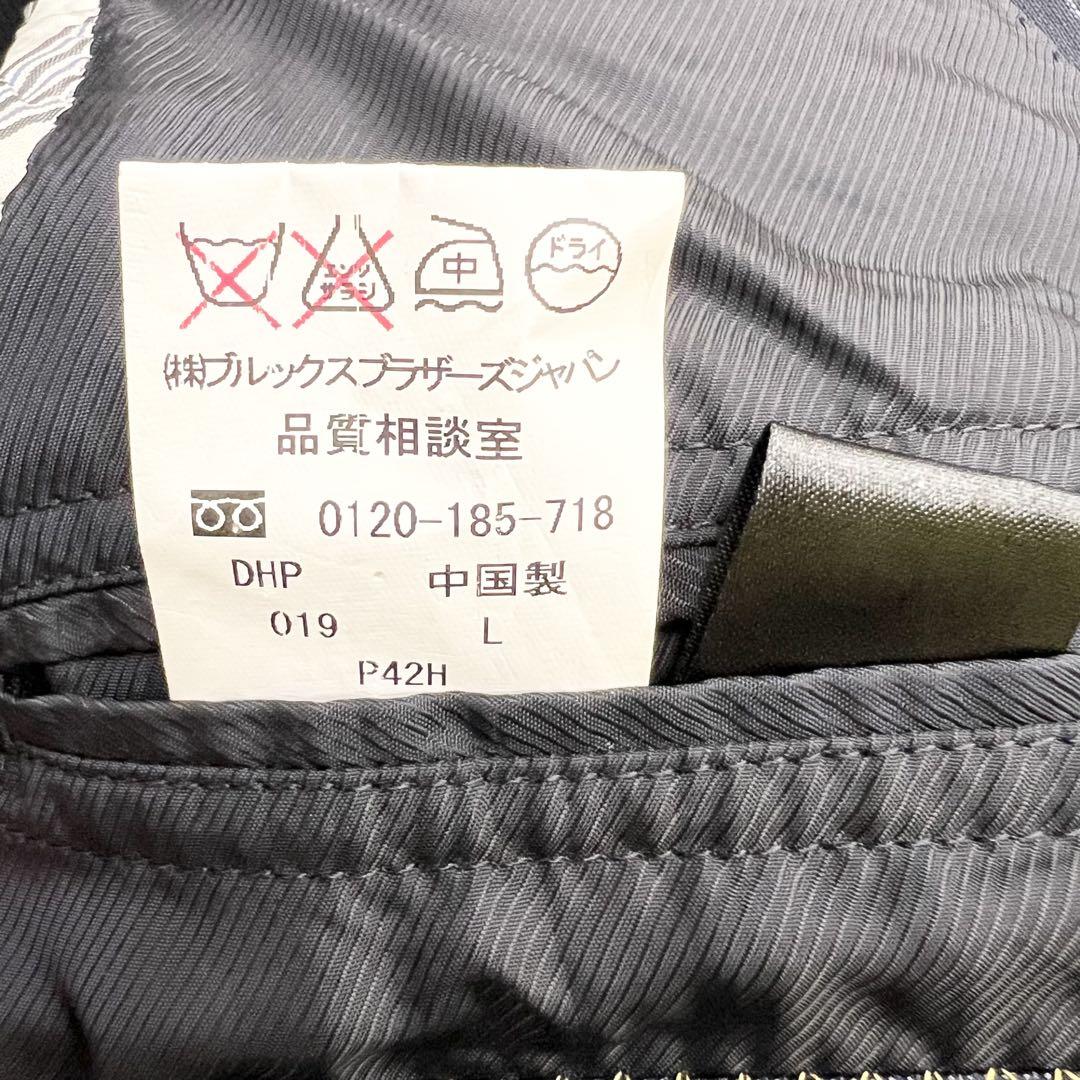 エンソ
サラシ
中
ドライ
(株)ブルックスブラザーズジャパン
品質相談室
0120-185-718
DHP 中国製
019 L
P42H